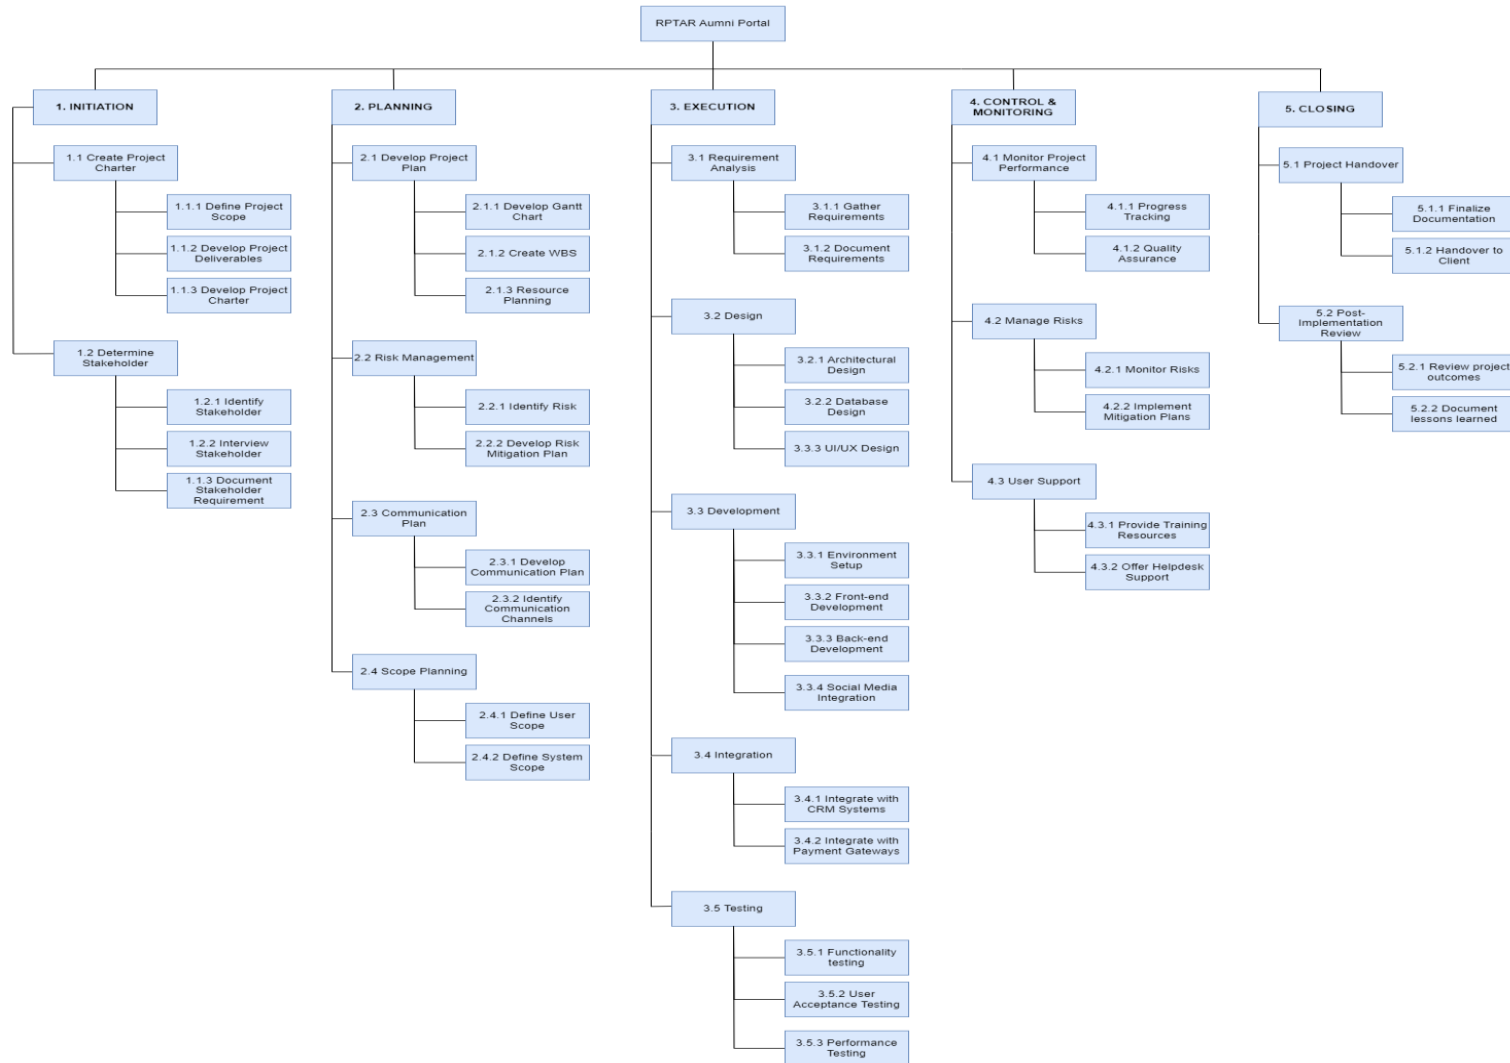 RPTAR Aumni Portal
1. INITIATION
1.1 Create Project
Charter
1.1.1 Define Project
Scope
1.1.2 Develop Project
Deliverables
1.1.3 Develop Project
Charter
1.2 Determine
Stakeholder
1.2.1 Identify
Stakeholder
1.2.2 Interview
Stakeholder
1.1.3 Document
Stakeholder
Requirement
2. PLANNING
2.1 Develop Project
Plan
2.1.1 Develop Gantt
Chart
2.1.2 Create WBS
2.1.3 Resource
Planning
2.2 Risk Management
2.2.1 Identify Risk
2.2.2 Develop Risk
Mitigation Plan
2.3 Communication
Plan
2.3.1 Develop
Communication Plan
2.3.2 Identify
Communication
Channels
2.4 Scope Planning
2.4.1 Define User
Scope
2.4.2 Define System
Scope
3. EXECUTION
3.1 Requirement
Analysis
3.1.1 Gather
Requirements
3.1.2 Document
Requirements
3.2 Design
3.2.1 Architectural
Design
3.2.2 Database
Design
3.3.3 UI/UX Design
3.3 Development
3.3.1 Environment
Setup
3.3.2 Front-end
Development
3.3.3 Back-end
Development
3.3.4 Social Media
Integration
3.4 Integration
3.4.1 Integrate with
CRM Systems
3.4.2 Integrate with
Payment Gateways
3.5 Testing
3.5.1 Functionality
testing
3.5.2 User
Acceptance Testing
3.5.3 Performance
Testing
4. CONTROL &
MONITORING
4.1 Monitor Project
Performance
4.1.1 Progress
Tracking
4.1.2 Quality
Assurance
4.2 Manage Risks
4.2.1 Monitor Risks
4.2.2 Implement
Mitigation Plans
4.3 User Support
4.3.1 Provide Training
Resources
4.3.2 Offer Helpdesk
Support
5. CLOSING
5.1 Project Handover
5.1.1 Finalize
Documentation
5.1.2 Handover to
Client
5.2 Post-
Implementation
Review
5.2.1 Review project
outcomes
5.2.2 Document
lessons learned